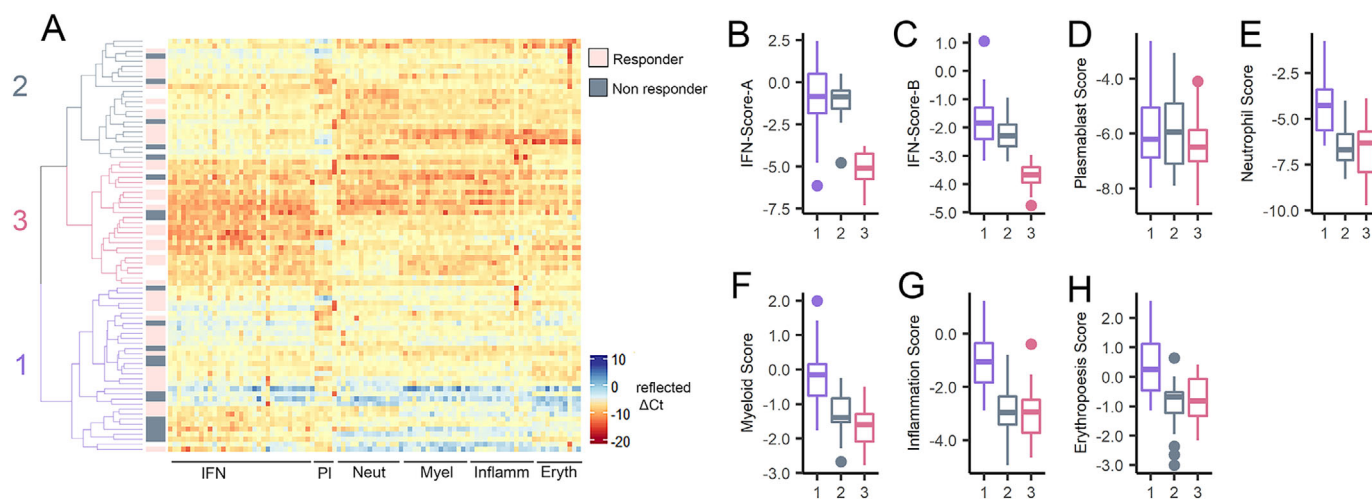 A
2
3
1
Responder
Non responder
10
0
-10
-20
reflected
ΔCt
IFN
Pl
Neut
Myel
Inflamm
Eryth
B
IFN-Score-A
2.5
0.0
-2.5
-5.0
-7.5
1 2 3
C
IFN-Score-B
1.0
0.0
-1.0
-2.0
-3.0
-4.0
-5.0
1 2 3
D
Plasmablast Score
-4.0
-6.0
-8.0
1 2 3
E
Neutrophil Score
-2.5
-5.0
-7.5
-10.0
1 2 3
F
Myeloid Score
2.0
1.0
0.0
-1.0
-2.0
-3.0
1 2 3
G
Inflammation Score
0.0
-2.0
-4.0
1 2 3
H
Erythropoesis Score
2.0
1.0
0.0
-1.0
-2.0
-3.0
1 2 3